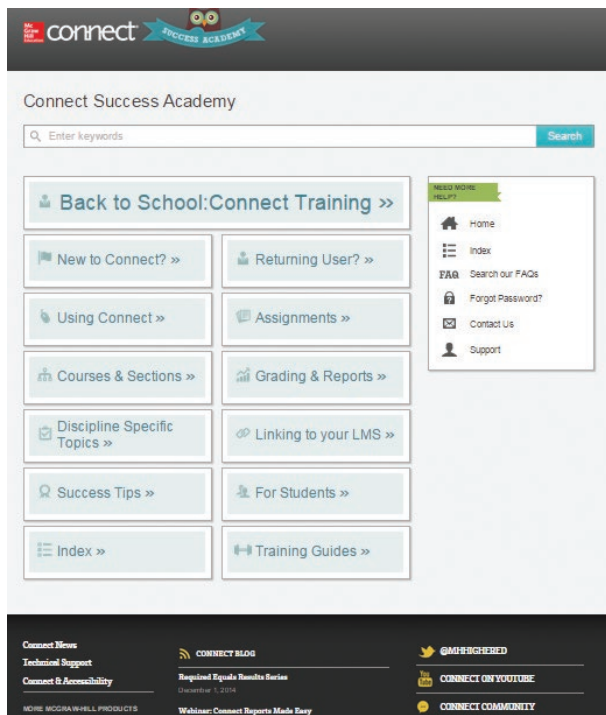 Mc
Graw
Hill
Education
connect
SUCCESS ACADEMY
Connect Success Academy
Enter keywords
Search
Back to School:Connect Training »
New to Connect? »
Returning User? »
Using Connect »
Assignments »
Courses & Sections »
Grading & Reports »
Discipline Specific
Topics »
Linking to your LMS »
Success Tips »
For Students »
Index »
Training Guides »
NEED MORE
HELP?
Home
Index
FAQ Search our FAQs
Forgot Password?
Contact Us
Support
Connect News
Technical Support
Connect & Accessibility
MORE MCGRAW-HILL PRODUCTS
CONNECT BLOG
Required Equals Results Series
December 1, 2014
Webinar: Connect Reports Made Easy
@MHHIGHERED
You
Tube
CONNECT ON YOUTUBE
CONNECT COMMUNITY